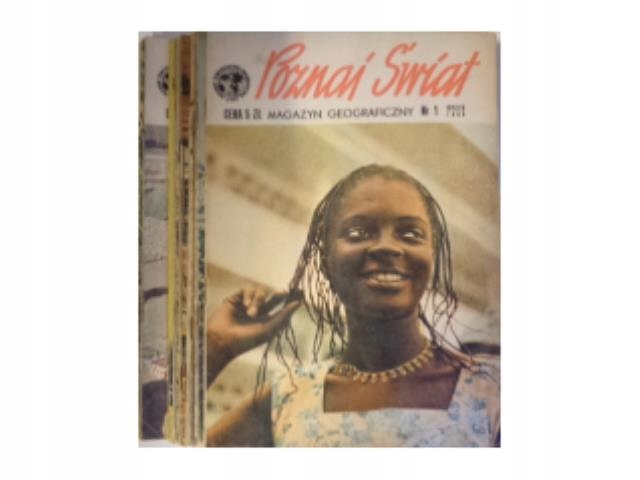 Poznaj Świat
CENA 5 ZŁ MAGAZYN GEOGRAFICZNY Nr 1